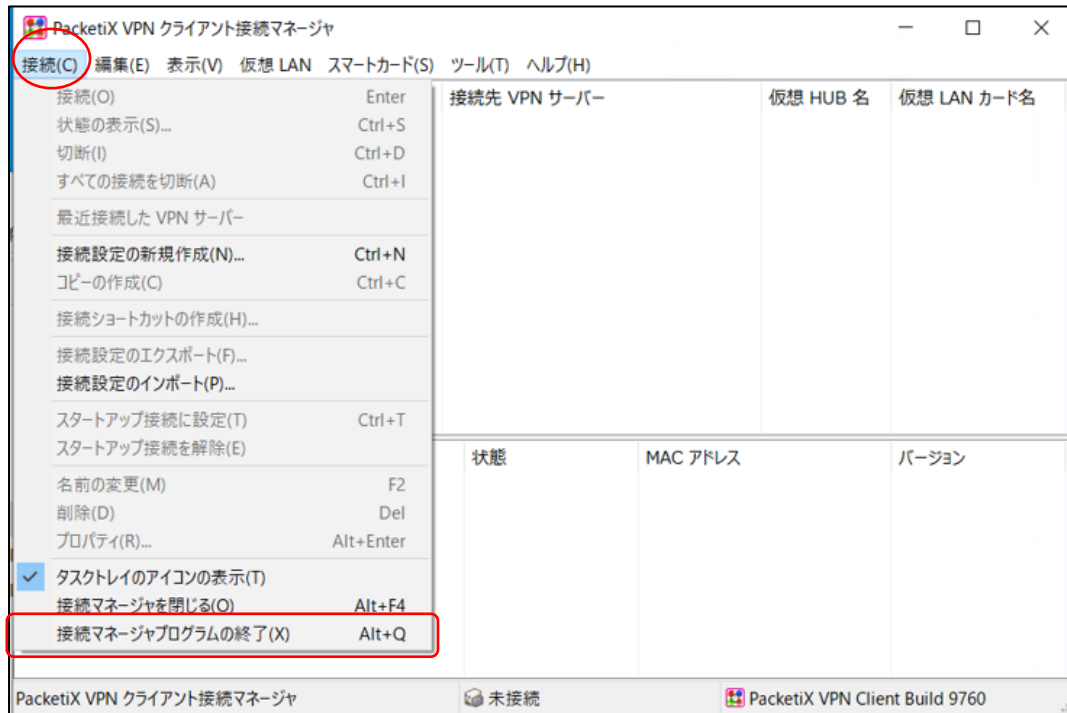 PacketiX VPN クライアント接続マネージャ
接続(C) 編集(E) 表示(V) 仮想 LAN スマートカード(S) ツール(T) ヘルプ(H)
接続(O) Enter
状態の表示(S)... Ctrl+S
切断(I) Ctrl+D
すべての接続を切断(A) Ctrl+I
最近接続した VPN サーバー
接続設定の新規作成(N)... Ctrl+N
コピーの作成(C) Ctrl+C
接続ショートカットの作成(H)...
接続設定のエクスポート(F)...
接続設定のインポート(P)...
スタートアップ接続に設定(T) Ctrl+T
スタートアップ接続を解除(E)
名前の変更(M) F2
削除(D) Del
プロパティ(R)... Alt+Enter
タスクトレイのアイコンの表示(T)
接続マネージャを閉じる(O) Alt+F4
接続マネージャプログラムの終了(X) Alt+Q
接続先 VPN サーバー 仮想 HUB 名 仮想 LAN カード名
状態 MAC アドレス バージョン
PacketiX VPN クライアント接続マネージャ 未接続 PacketiX VPN Client Build 9760